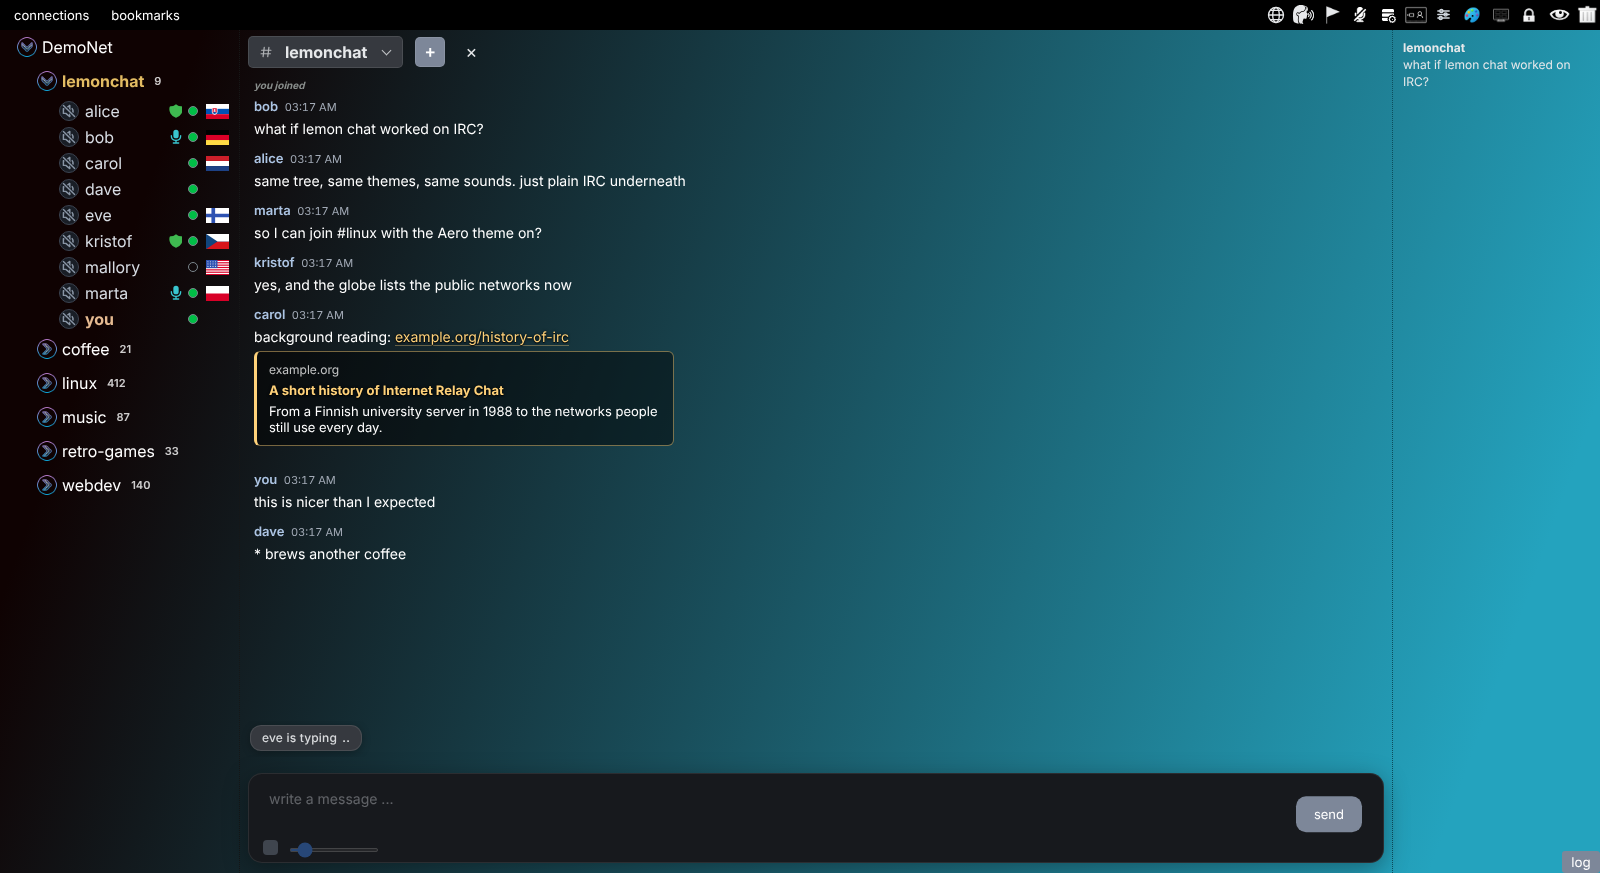 connections bookmarks
DemoNet
lemonchat 9
alice
bob
carol
dave
eve
kristof
mallory
marta
you
coffee 21
linux 412
music 87
retro-games 33
webdev 140
# lemonchat + ×
you joined
bob 03:17 AM
what if lemon chat worked on IRC?
alice 03:17 AM
same tree, same themes, same sounds. just plain IRC underneath
marta 03:17 AM
so I can join #linux with the Aero theme on?
kristof 03:17 AM
yes, and the globe lists the public networks now
carol 03:17 AM
background reading: example.org/history-of-irc
example.org
A short history of Internet Relay Chat
From a Finnish university server in 1988 to the networks people
still use every day.
you 03:17 AM
this is nicer than I expected
dave 03:17 AM
* brews another coffee
eve is typing ..
write a message ...
send
lemonchat
what if lemon chat worked on
IRC?
log